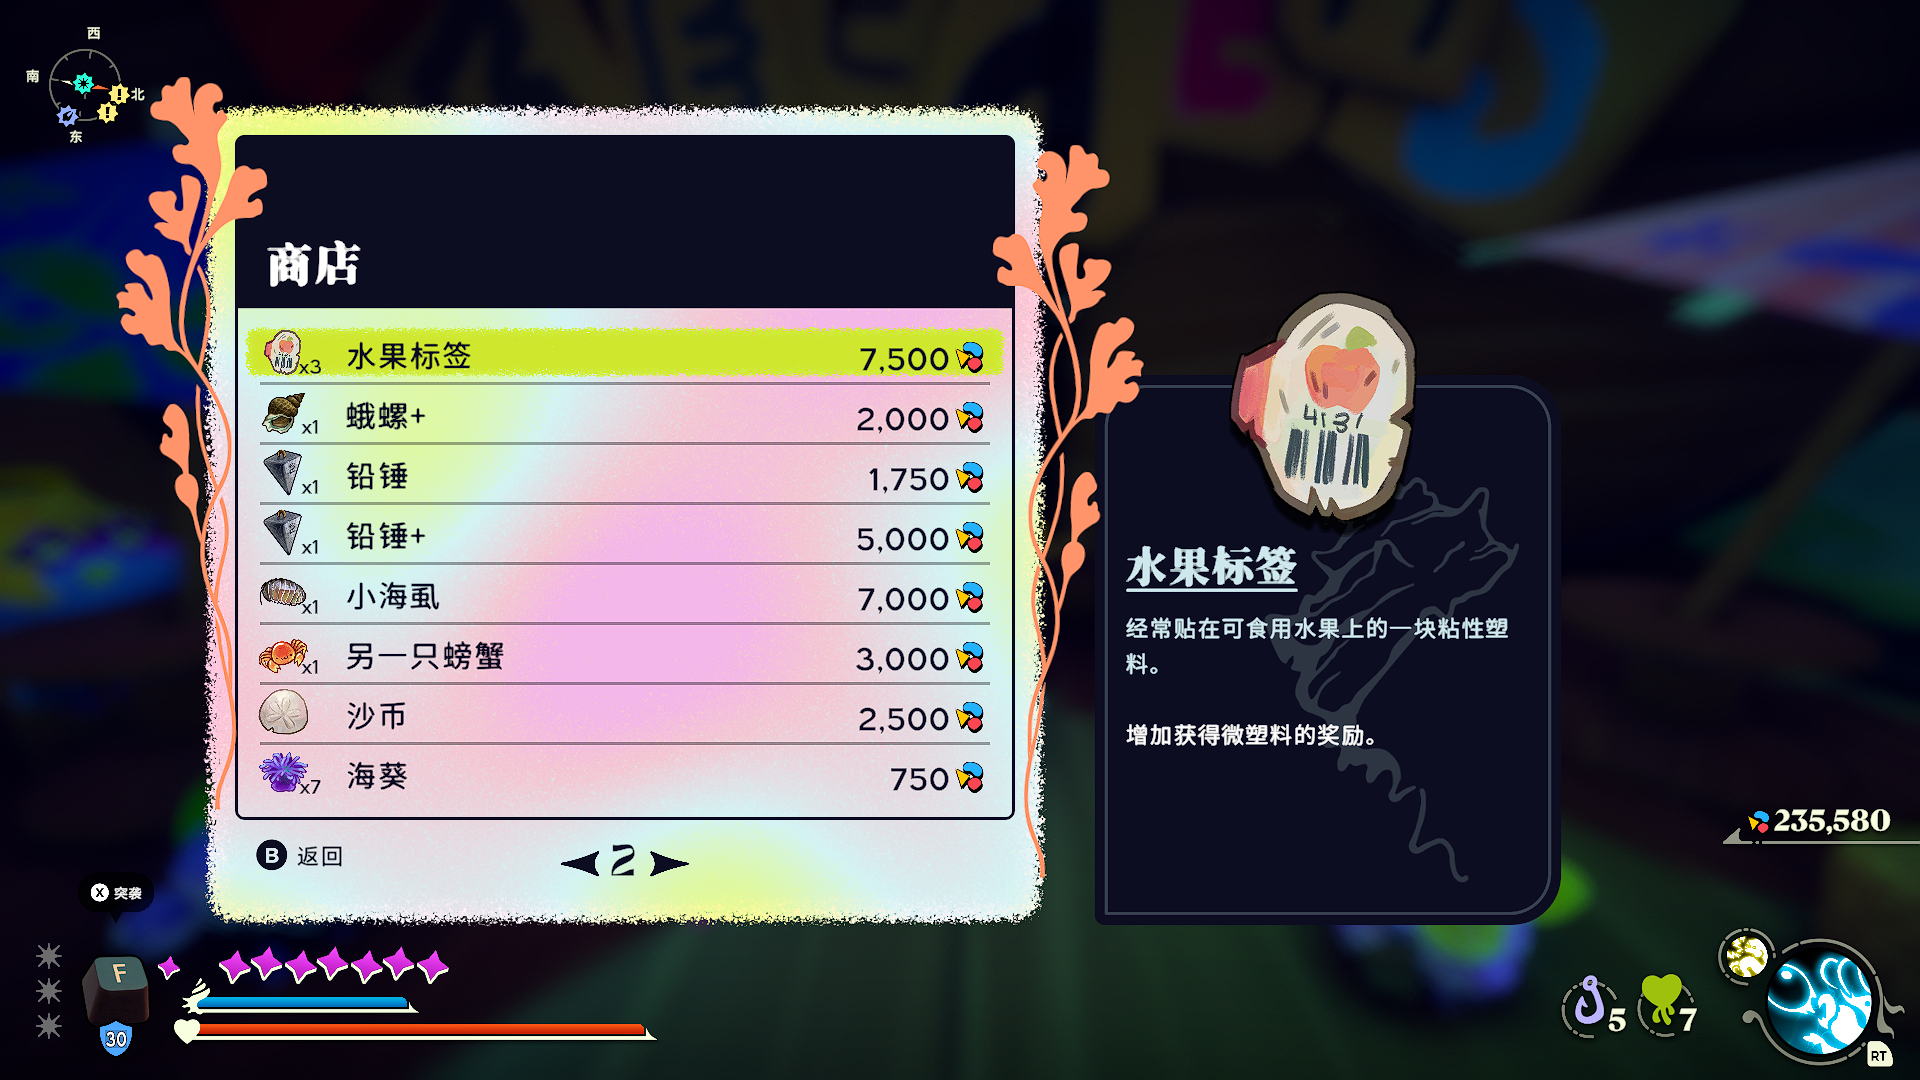 西
南
北
东
商店
x3 水果标签 7,500
x1 蛾螺+ 2,000
x1 铅锤 1,750
x1 铅锤+ 5,000
x1 小海虱 7,000
x1 另一只螃蟹 3,000
沙币 2,500
x7 海葵 750
B 返回
2
4131
水果标签
经常贴在可食用水果上的一块粘性塑
料。
增加获得微塑料的奖励。
235,580
X 突袭
F
30
5
7
RT